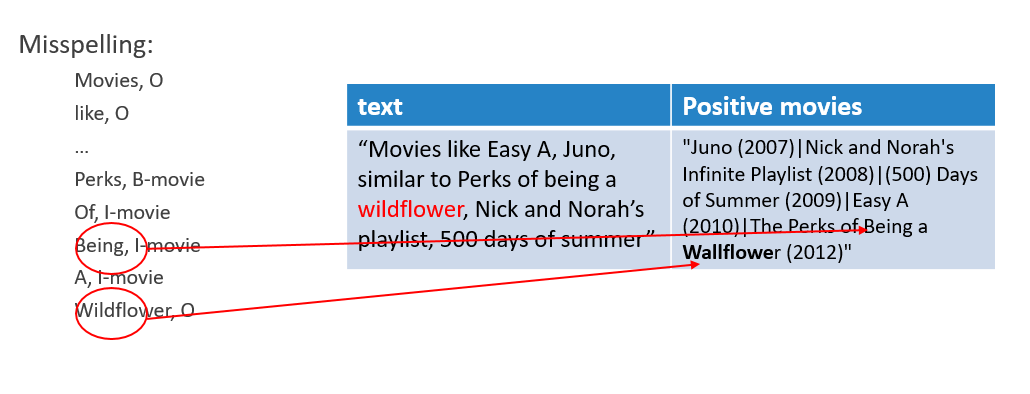 Misspelling:
Movies, O
like, O
...
Perks, B-movie
Of, I-movie
Being, I-movie
A, I-movie
Wildflower, O
text
“Movies like Easy A, Juno,
similar to Perks of being a
wildflower, Nick and Norah’s
playlist, 500 days of summer”
Positive movies
"Juno (2007)|Nick and Norah's
Infinite Playlist (2008)|(500) Days
of Summer (2009)|Easy A
(2010)|The Perks of Being a
Wallflower (2012)"